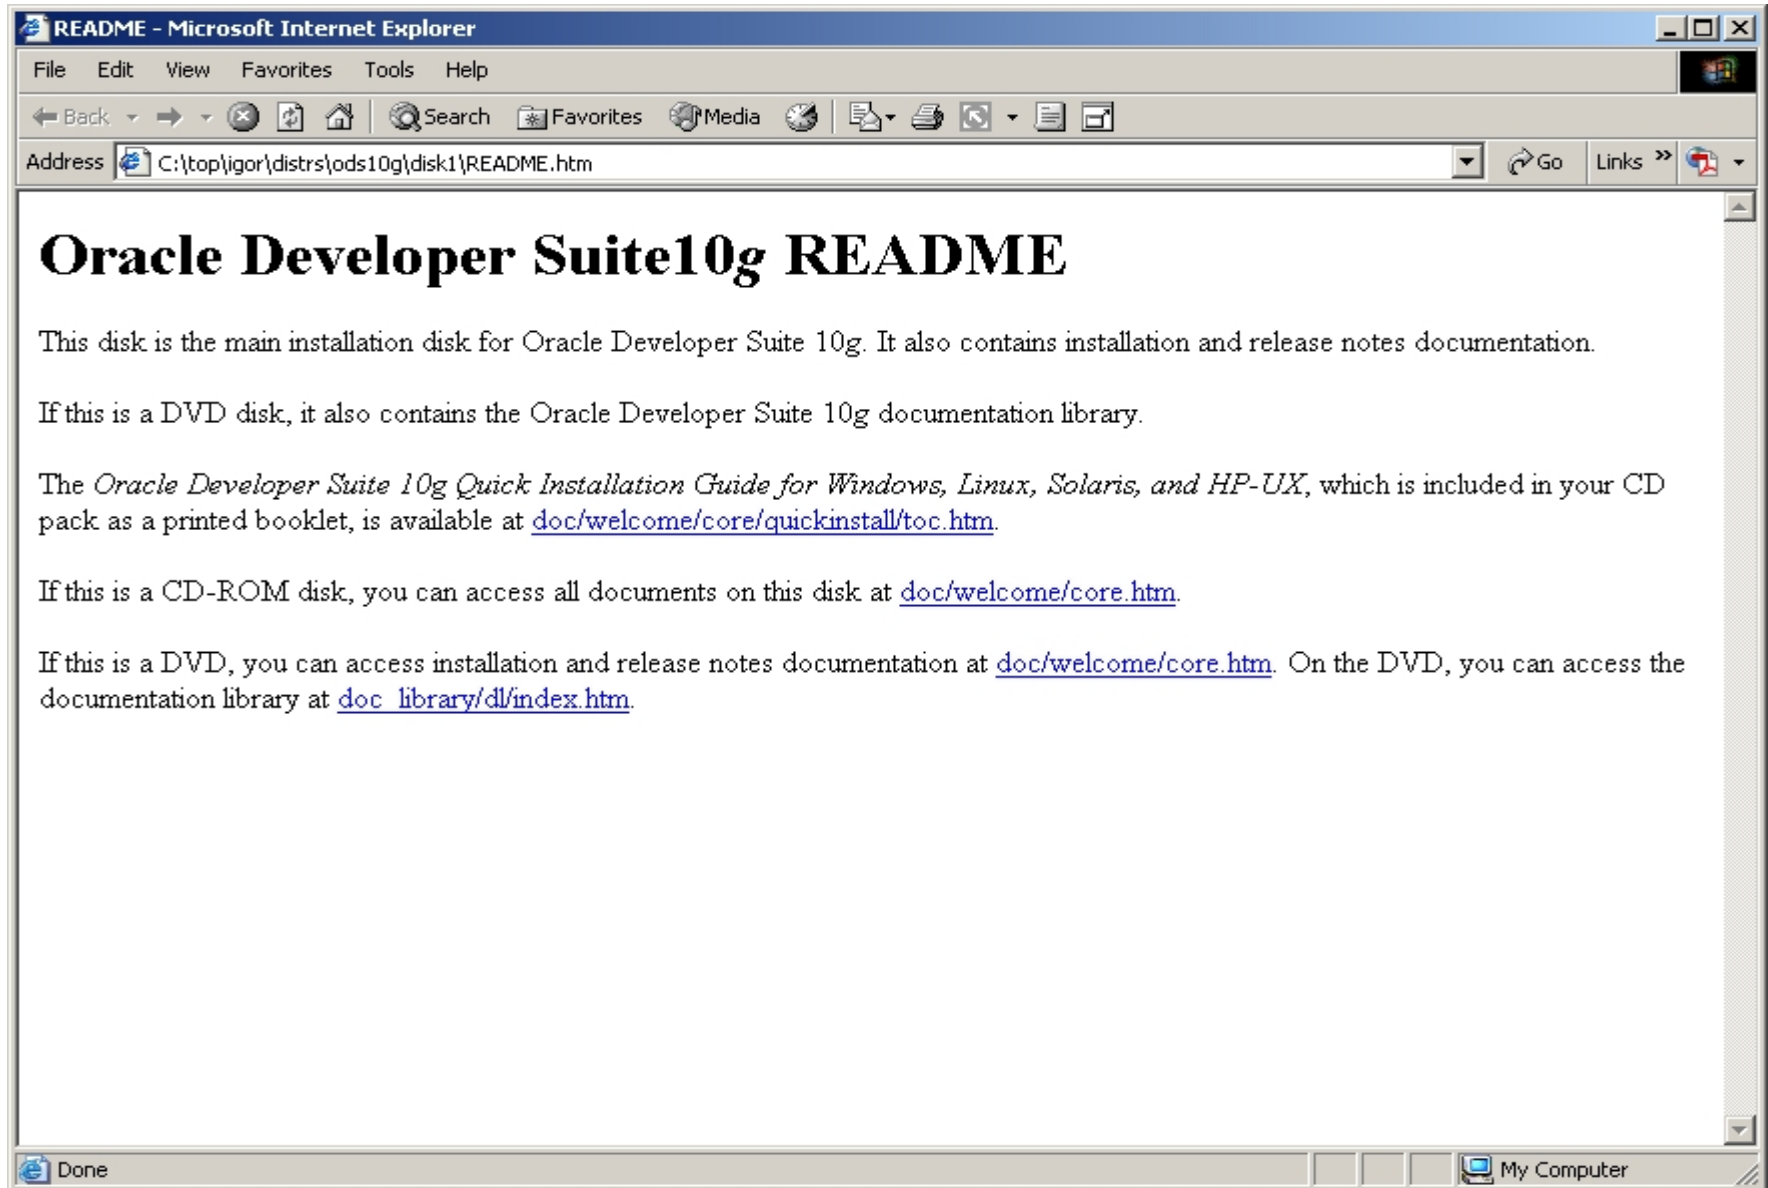 README - Microsoft Internet Explorer
File Edit View Favorites Tools Help
Back Search Favorites Media
Address C:\top\igor\distrs\ods10g\disk1\README.htm Go Links »
Oracle Developer Suite10g README
This disk is the main installation disk for Oracle Developer Suite 10g. It also contains installation and release notes documentation.
If this is a DVD disk, it also contains the Oracle Developer Suite 10g documentation library.
The Oracle Developer Suite 10g Quick Installation Guide for Windows, Linux, Solaris, and HP-UX, which is included in your CD
pack as a printed booklet, is available at doc/welcome/core/quickinstall/toc.htm.
If this is a CD-ROM disk, you can access all documents on this disk at doc/welcome/core.htm.
If this is a DVD, you can access installation and release notes documentation at doc/welcome/core.htm. On the DVD, you can access the
documentation library at doc_library/dl/index.htm.
Done My Computer